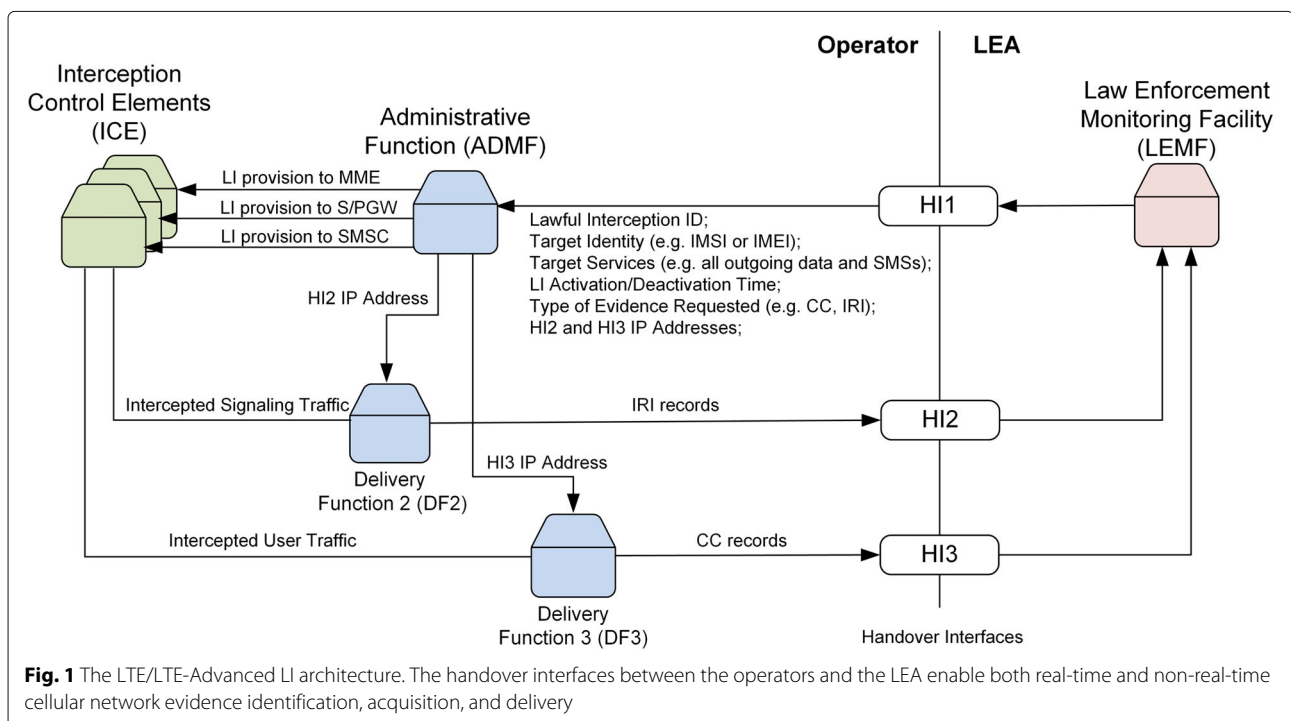 Operator
LEA
Interception
Control Elements
(ICE)
Administrative
Function (ADMF)
Law Enforcement
Monitoring Facility
(LEMF)
LI provision to MME
LI provision to S/PGW
LI provision to SMSC
HI1
Lawful Interception ID;
Target Identity (e.g. IMSI or IMEI);
Target Services (e.g. all outgoing data and SMSs);
LI Activation/Deactivation Time;
Type of Evidence Requested (e.g. CC, IRI);
HI2 and HI3 IP Addresses;
HI2 IP Address
Intercepted Signaling Traffic
IRI records
HI2
HI3 IP Address
Delivery
Function 2 (DF2)
Intercepted User Traffic
CC records
HI3
Delivery
Function 3 (DF3)
Handover Interfaces
Fig. 1 The LTE/LTE-Advanced LI architecture. The handover interfaces between the operators and the LEA enable both real-time and non-real-time
cellular network evidence identification, acquisition, and delivery